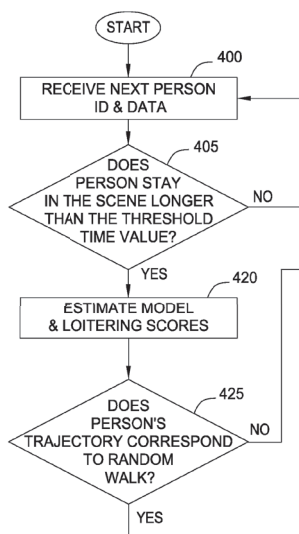 START
400
RECEIVE NEXT PERSON
ID & DATA
405
DOES
PERSON STAY
IN THE SCENE LONGER
THAN THE THRESHOLD
TIME VALUE?
NO
YES
420
ESTIMATE MODEL
& LOITERING SCORES
425
DOES
PERSON'S
TRAJECTORY CORRESPOND
TO RANDOM
WALK?
NO
YES